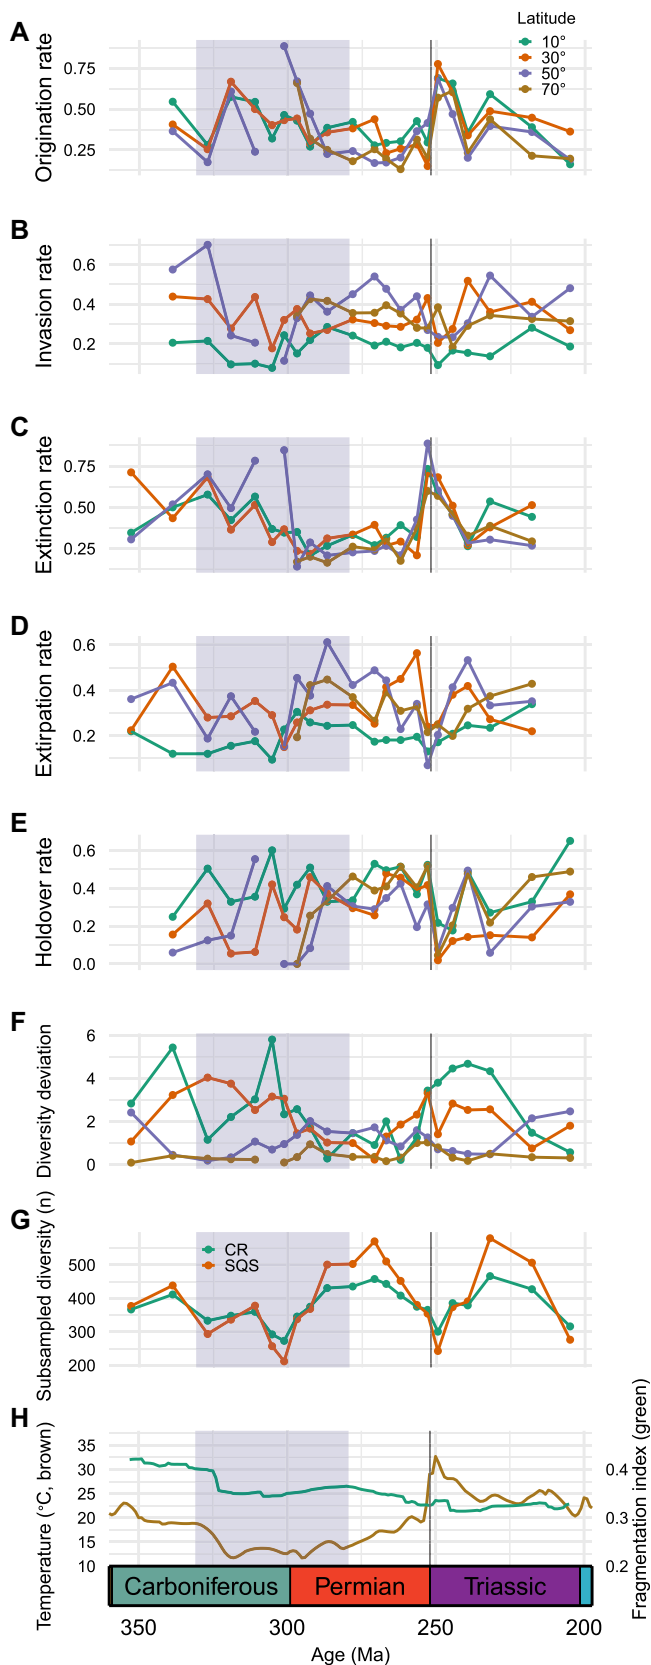 Latitude
A
10°
30°
50°
70°
Origination rate
0.75
0.50
0.25
B
Invasion rate
0.6
0.4
0.2
C
Extinction rate
0.75
0.50
0.25
D
Extirpation rate
0.6
0.4
0.2
E
Holdover rate
0.6
0.4
0.2
0.0
F
Diversity deviation
6
4
2
0
G
Subsampled diversity (n)
CR
SQS
500
400
300
200
H
Temperature (°C, brown)
35
30
25
20
15
10
Fragmentation index (green)
0.4
0.3
0.2
Carboniferous
Permian
Triassic
350
300
250
200
Age (Ma)